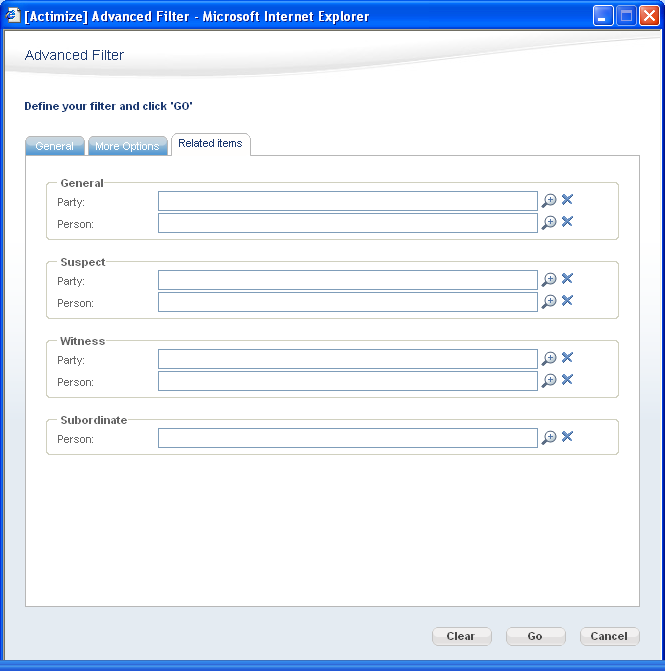 [Actimize] Advanced Filter - Microsoft Internet Explorer
Advanced Filter
Define your filter and click 'GO'
General More Options Related items
General
Party:
Person:
Suspect
Party:
Person:
Witness
Party:
Person:
Subordinate
Person:
Clear Go Cancel